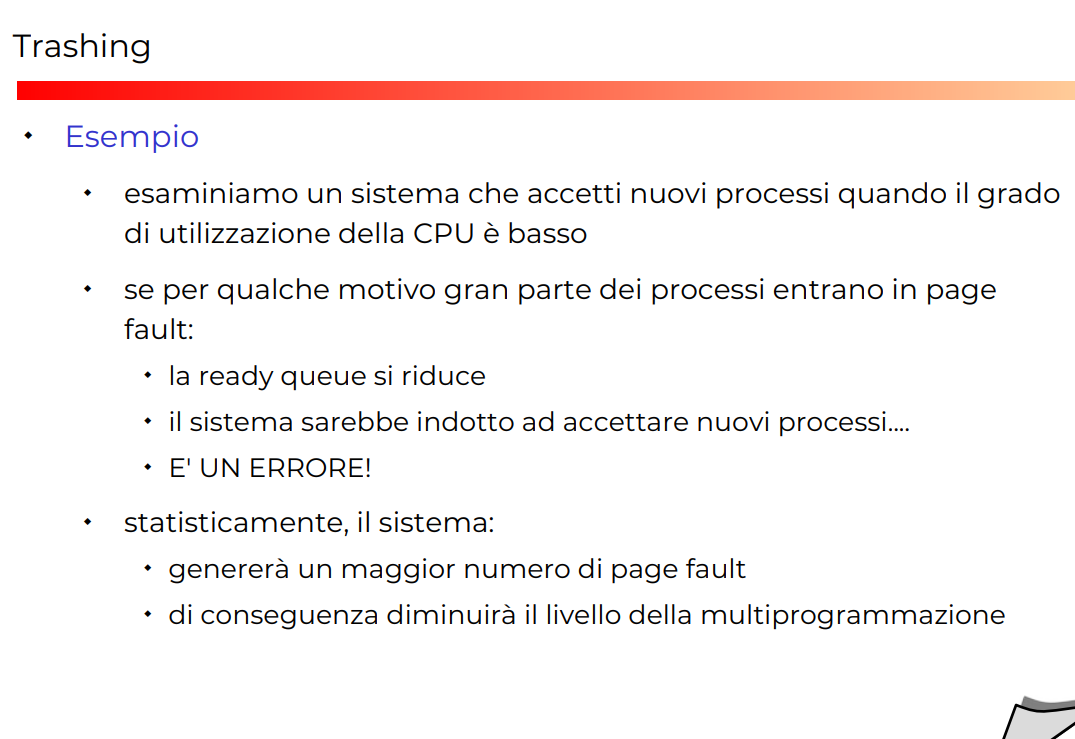 Trashing
Esempio
esaminiamo un sistema che accetti nuovi processi quando il grado
di utilizzazione della CPU è basso
se per qualche motivo gran parte dei processi entrano in page
fault:
la ready queue si riduce
il sistema sarebbe indotto ad accettare nuovi processi....
E' UN ERRORE!
statisticamente, il sistema:
genererà un maggior numero di page fault
di conseguenza diminuirà il livello della multiprogrammazione